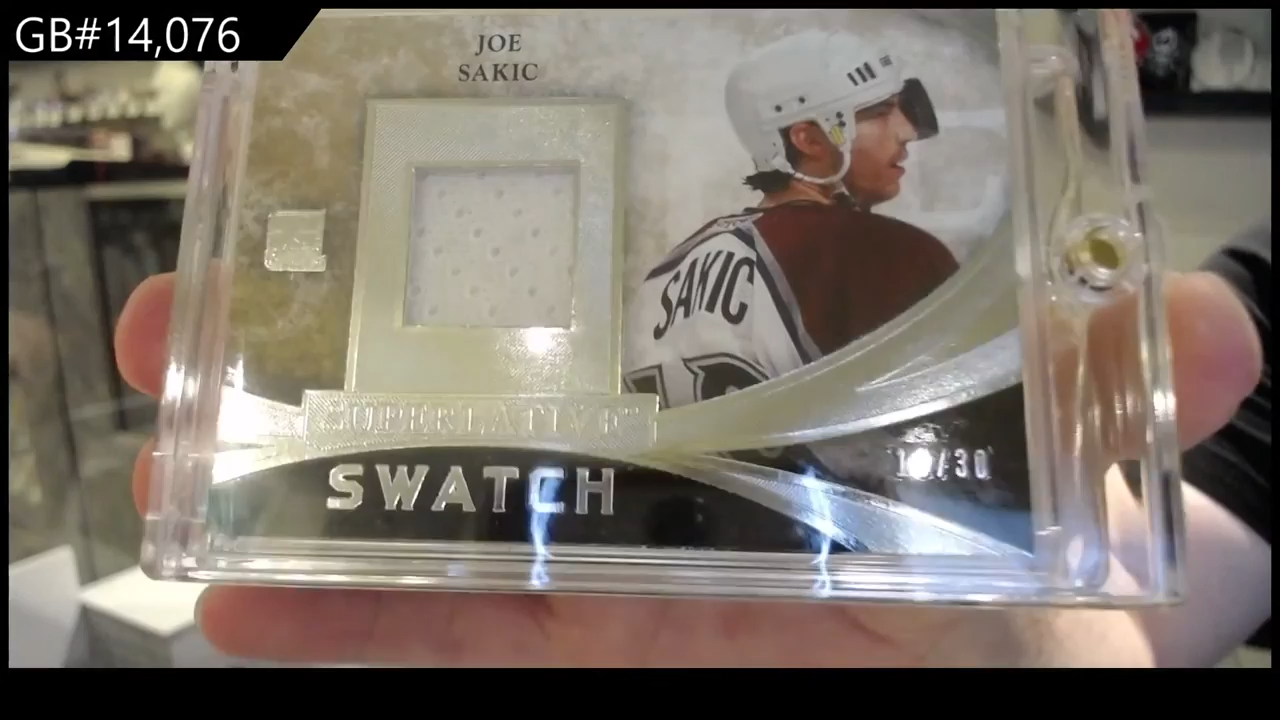 GB#14,076
JOE
SAKIC
SAKIC
SUPERLATIVE
SWATCH